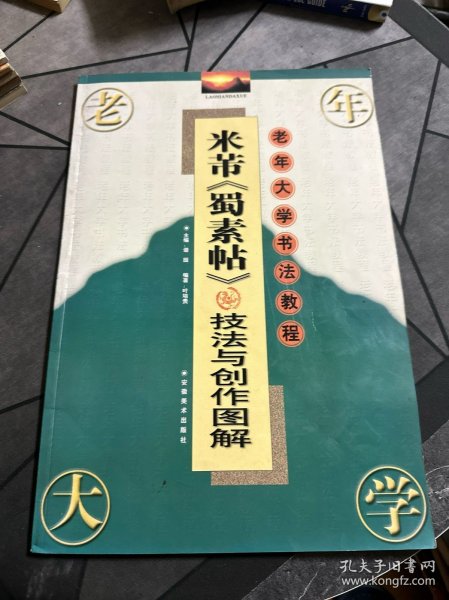 LAONIANDAXUE
老
年
老年大学书法教程
米芾《蜀素帖》
技法与创作图解
安徽美术出版社
大
学
孔夫子旧书网
www.kongfz.com